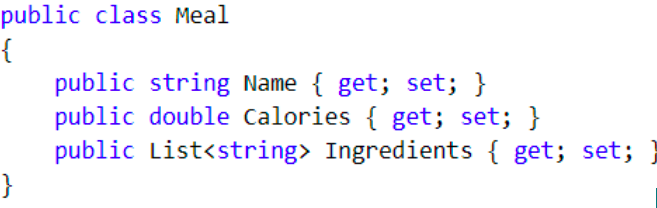 public class Meal
{
    public string Name { get; set; }
    public double Calories { get; set; }
    public List<string> Ingredients { get; set; }
}